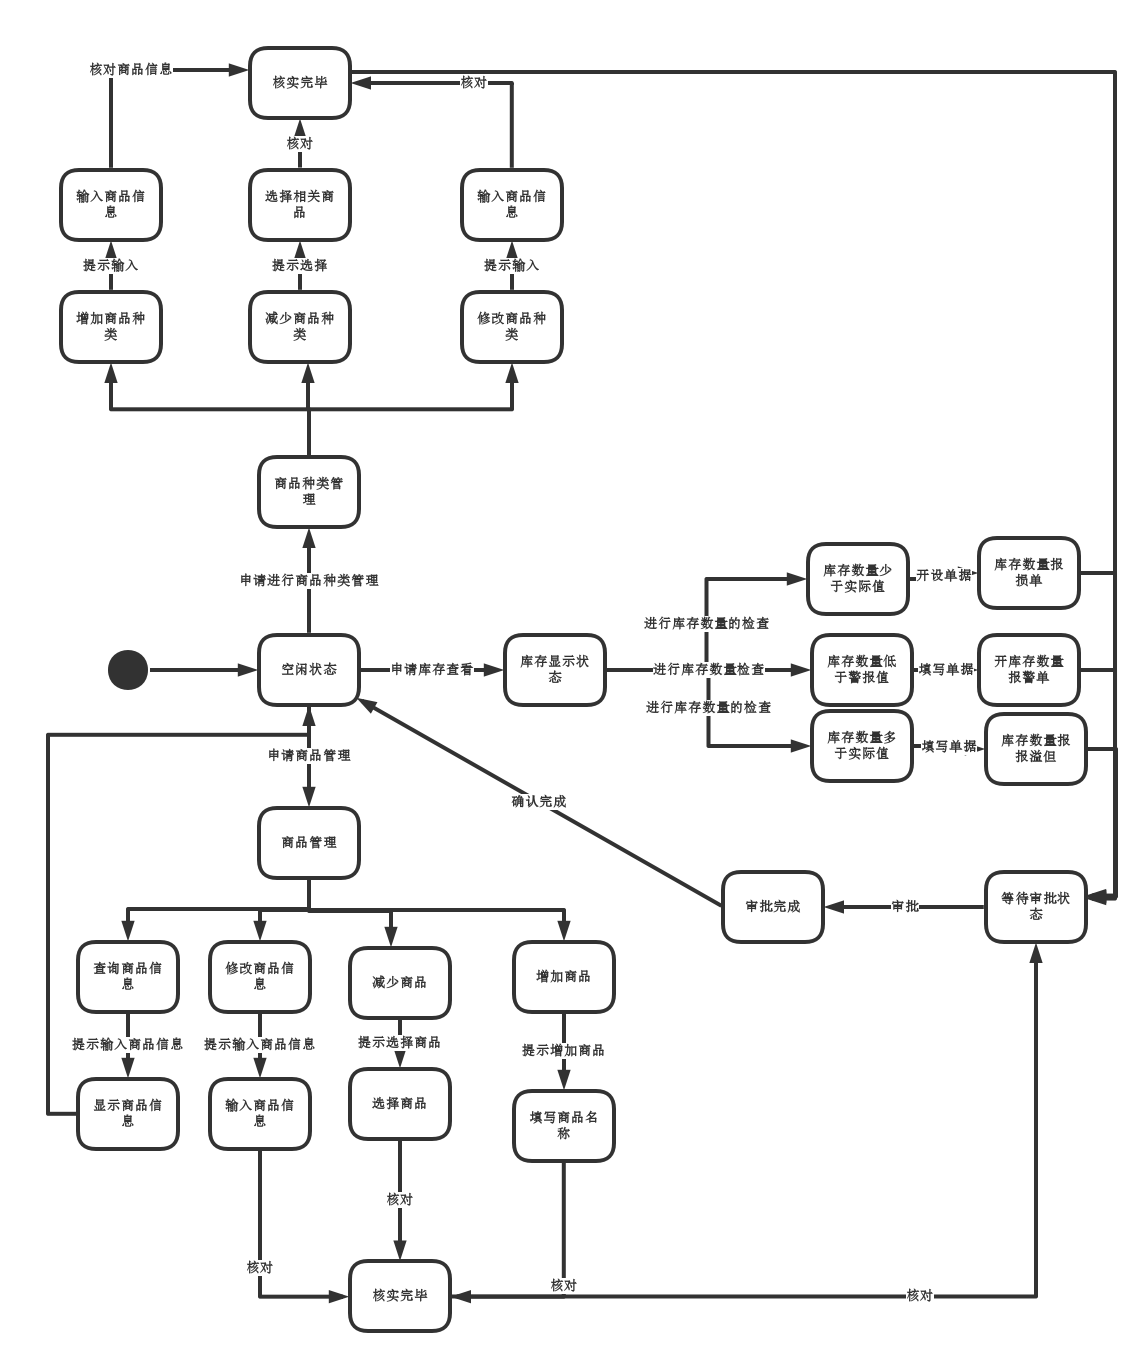 核对商品信息
核实完毕
核对
核对
输入商品信
息
选择相关商
品
输入商品信
息
提示输入
提示选择
提示输入
增加商品种
类
减少商品种
类
修改商品种
类
商品种类管
理
申请进行商品种类管理
空闲状态
申请库存查看
库存显示状
态
进行库存数量的检查
进行库存数量检查
进行库存数量的检查
库存数量少
于实际值
开设单据
库存数量报
损单
库存数量低
于警报值
填写单据
开库存数量
报警单
库存数量多
于实际值
填写单据
库存数量报
报溢但
申请商品管理
确认完成
商品管理
审批完成
审批
等待审批状
态
查询商品信
息
修改商品信
息
减少商品
增加商品
提示输入商品信息
提示输入商品信息
提示选择商品
提示增加商品
显示商品信
息
输入商品信
息
选择商品
填写商品名
称
核对
核对
核对
核实完毕
核对